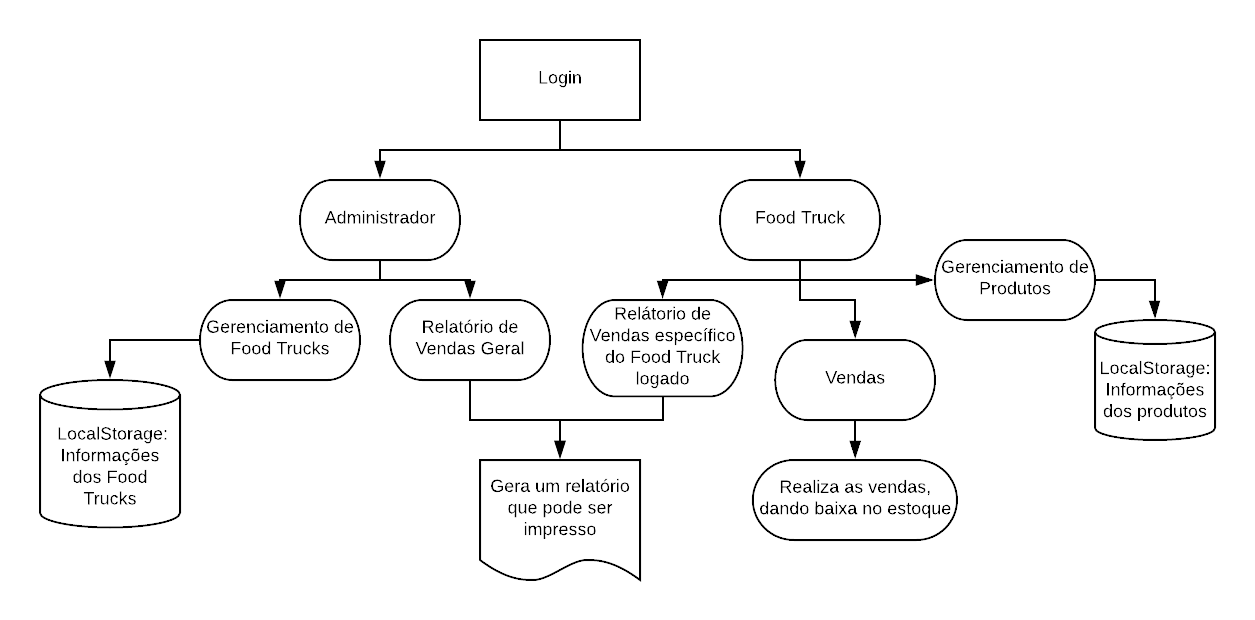 Login
Administrador
Food Truck
Gerenciamento de
Produtos
Gerenciamento de
Food Trucks
Relatório de
Vendas Geral
Relátorio de
Vendas específico
do Food Truck
logado
Vendas
LocalStorage:
Informações
dos produtos
LocalStorage:
Informações
dos Food
Trucks
Gera um relatório
que pode ser
impresso
Realiza as vendas,
dando baixa no estoque